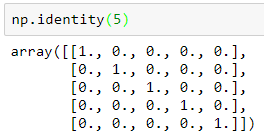 np.identity(5)
array([[1., 0., 0., 0., 0.],
       [0., 1., 0., 0., 0.],
       [0., 0., 1., 0., 0.],
       [0., 0., 0., 1., 0.],
       [0., 0., 0., 0., 1.]])